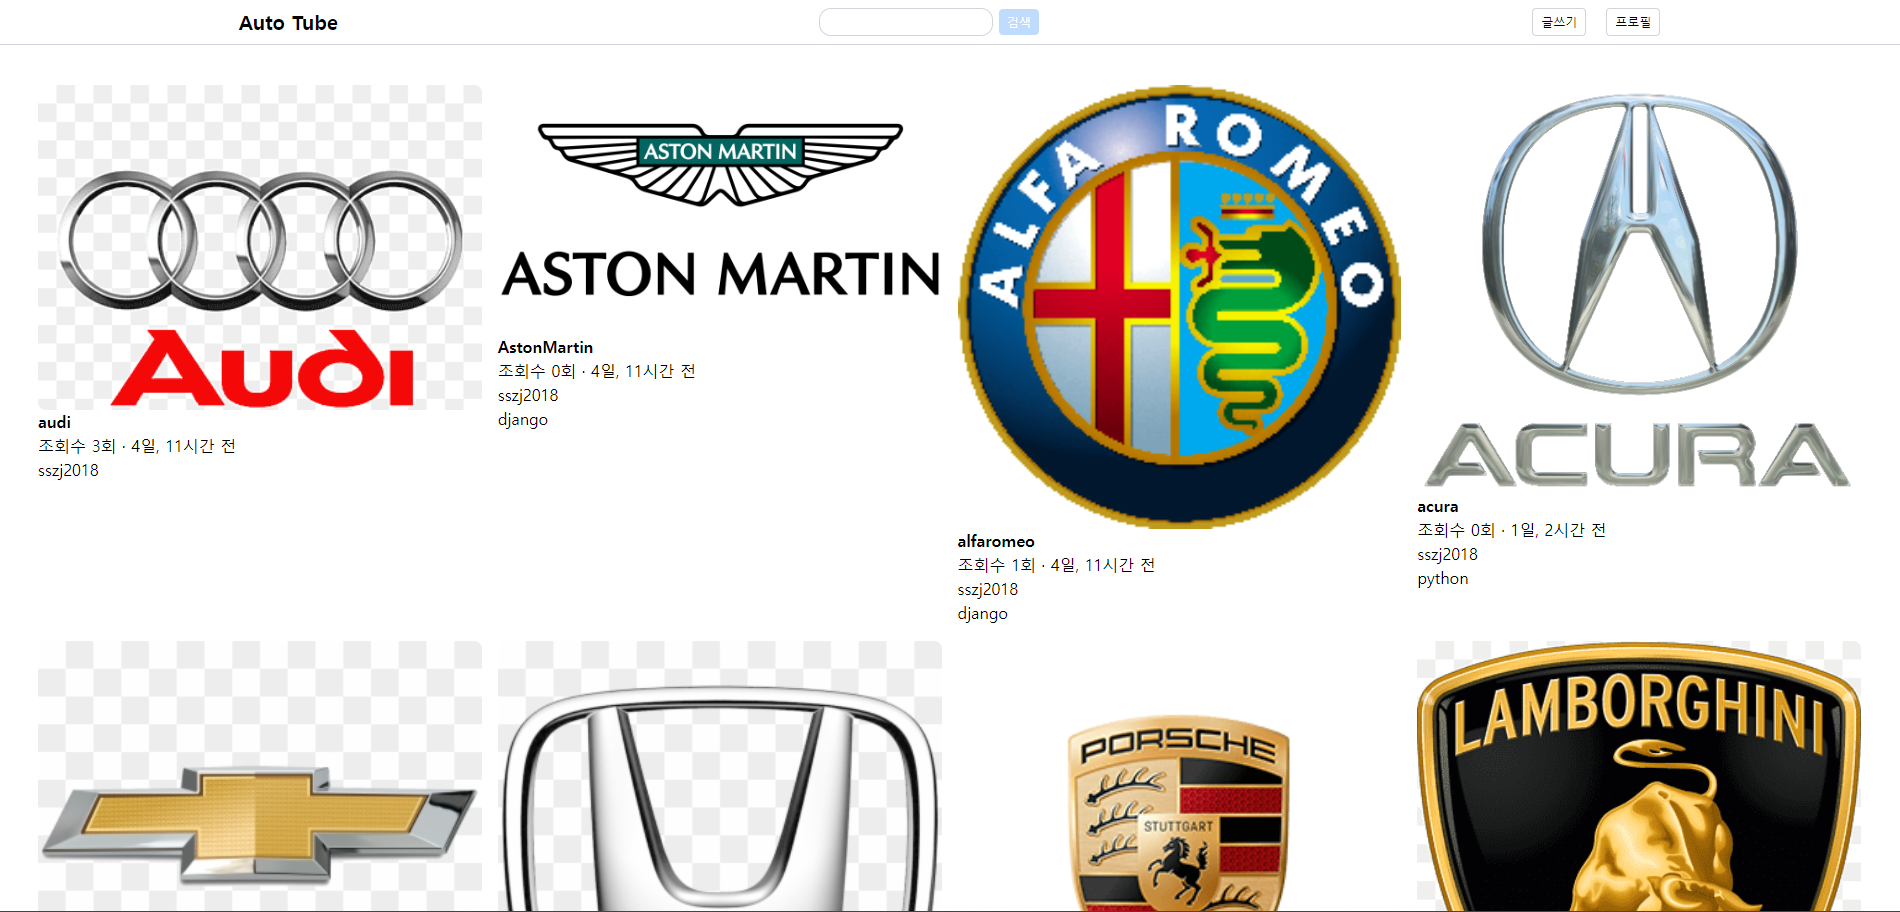 Auto Tube
검색
글쓰기
프로필
Audi
audi
조회수 3회 · 4일, 11시간 전
sszj2018
ASTON MARTIN
ASTON MARTIN
AstonMartin
조회수 0회 · 4일, 11시간 전
sszj2018
django
ALFA ROMEO
alfaromeo
조회수 1회 · 4일, 11시간 전
sszj2018
django
ACURA
acura
조회수 0회 · 1일, 2시간 전
sszj2018
python
PORSCHE
STUTTGART
LAMBORGHINI